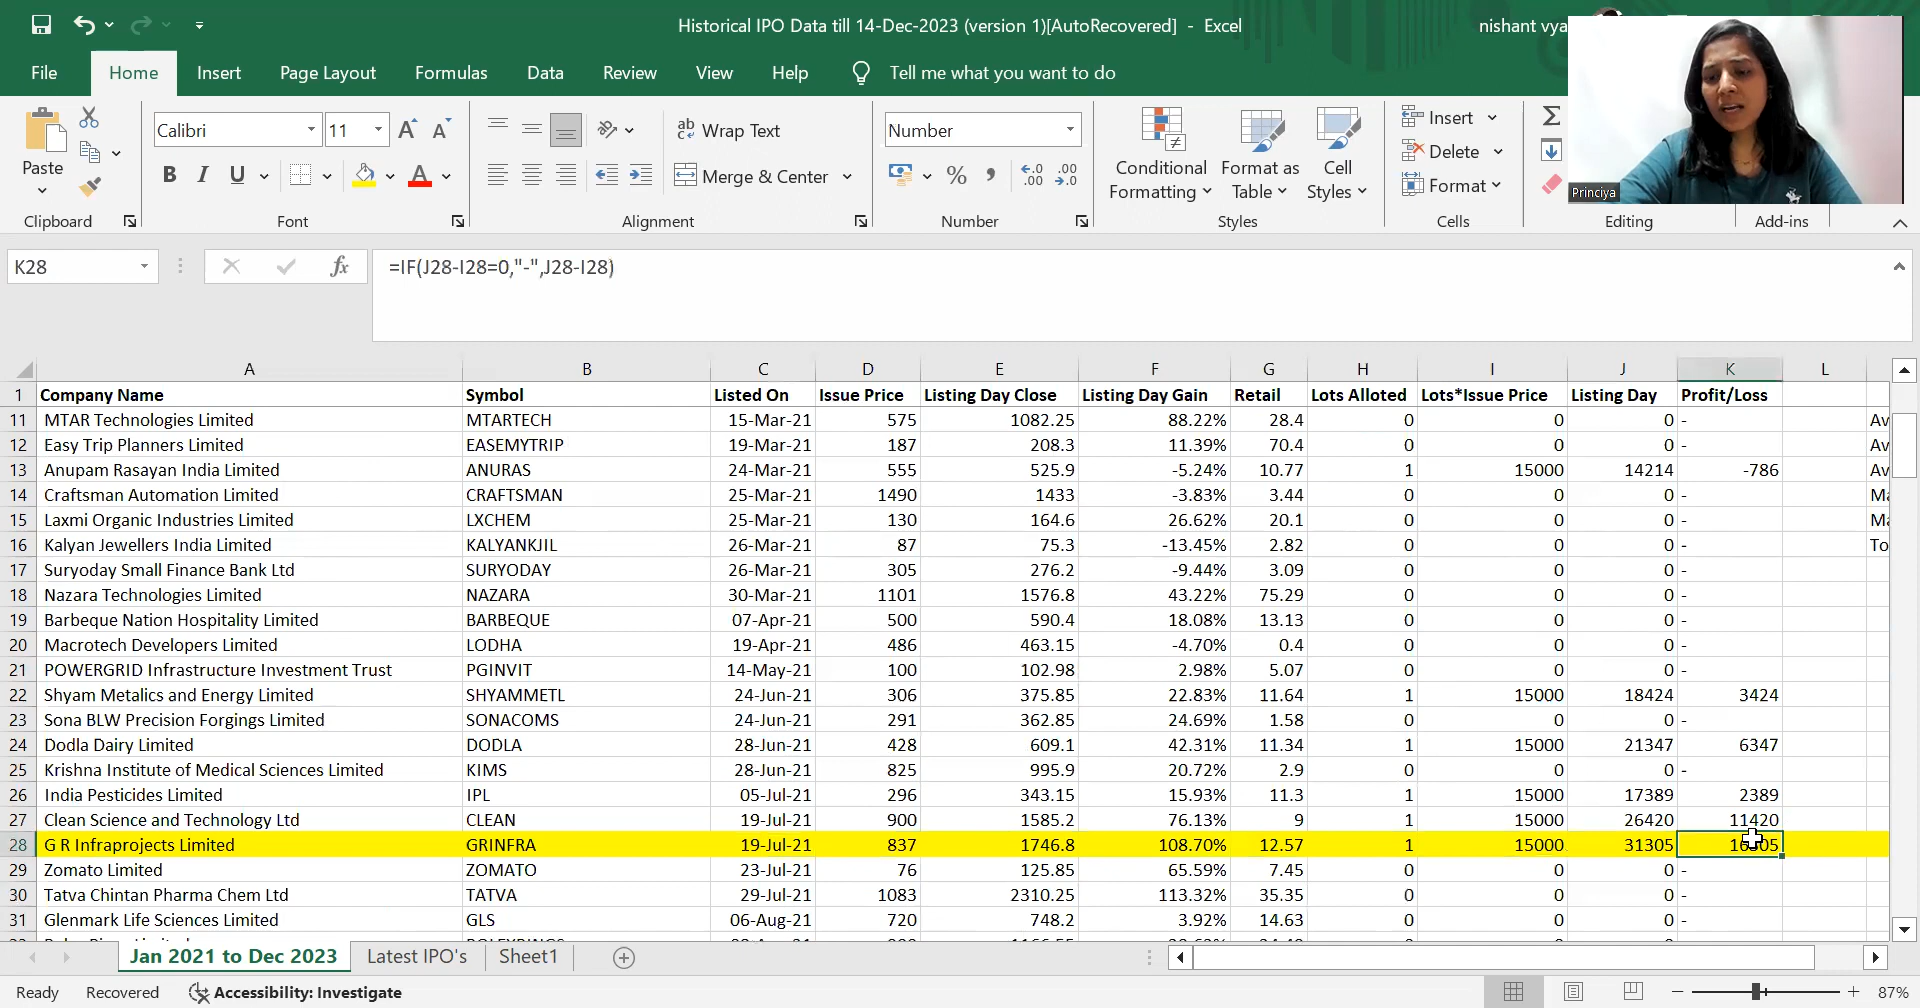 Historical IPO Data till 14-Dec-2023 (version 1)[AutoRecovered] - Excel
nishant vya
File Home Insert Page Layout Formulas Data Review View Help Tell me what you want to do
Calibri 11
Wrap Text
Number
Insert
Paste
Conditional Formatting
Format as Table
Cell Styles
Delete
B I U
Merge & Center
% ,
Format
Princiya
Clipboard Font Alignment Number Styles Cells Editing Add-ins
K28
fx
=IF(J28-I28=0,"-",J28-I28)
A B C D E F G H I J K L
1 Company Name Symbol Listed On Issue Price Listing Day Close Listing Day Gain Retail Lots Alloted Lots*Issue Price Listing Day Profit/Loss
11 MTAR Technologies Limited MTARTECH 15-Mar-21 575 1082.25 88.22% 28.4 0 0 0 - Av
12 Easy Trip Planners Limited EASEMYTRIP 19-Mar-21 187 208.3 11.39% 70.4 0 0 0 - Av
13 Anupam Rasayan India Limited ANURAS 24-Mar-21 555 525.9 -5.24% 10.77 1 15000 14214 -786 Av
14 Craftsman Automation Limited CRAFTSMAN 25-Mar-21 1490 1433 -3.83% 3.44 0 0 0 - Ma
15 Laxmi Organic Industries Limited LXCHEM 25-Mar-21 130 164.6 26.62% 20.1 0 0 0 - Ma
16 Kalyan Jewellers India Limited KALYANKJIL 26-Mar-21 87 75.3 -13.45% 2.82 0 0 0 - To
17 Suryoday Small Finance Bank Ltd SURYODAY 26-Mar-21 305 276.2 -9.44% 3.09 0 0 0 -
18 Nazara Technologies Limited NAZARA 30-Mar-21 1101 1576.8 43.22% 75.29 0 0 0 -
19 Barbeque Nation Hospitality Limited BARBEQUE 07-Apr-21 500 590.4 18.08% 13.13 0 0 0 -
20 Macrotech Developers Limited LODHA 19-Apr-21 486 463.15 -4.70% 0.4 0 0 0 -
21 POWERGRID Infrastructure Investment Trust PGINVIT 14-May-21 100 102.98 2.98% 5.07 0 0 0 -
22 Shyam Metalics and Energy Limited SHYAMMETL 24-Jun-21 306 375.85 22.83% 11.64 1 15000 18424 3424
23 Sona BLW Precision Forgings Limited SONACOMS 24-Jun-21 291 362.85 24.69% 1.58 0 0 0 -
24 Dodla Dairy Limited DODLA 28-Jun-21 428 609.1 42.31% 11.34 1 15000 21347 6347
25 Krishna Institute of Medical Sciences Limited KIMS 28-Jun-21 825 995.9 20.72% 2.9 0 0 0 -
26 India Pesticides Limited IPL 05-Jul-21 296 343.15 15.93% 11.3 1 15000 17389 2389
27 Clean Science and Technology Ltd CLEAN 19-Jul-21 900 1585.2 76.13% 9 1 15000 26420 11420
28 G R Infraprojects Limited GRINFRA 19-Jul-21 837 1746.8 108.70% 12.57 1 15000 31305 16305
29 Zomato Limited ZOMATO 23-Jul-21 76 125.85 65.59% 7.45 0 0 0 -
30 Tatva Chintan Pharma Chem Ltd TATVA 29-Jul-21 1083 2310.25 113.32% 35.35 0 0 0 -
31 Glenmark Life Sciences Limited GLS 06-Aug-21 720 748.2 3.92% 14.63 0 0 0 -
Jan 2021 to Dec 2023 Latest IPO's Sheet1
Ready Recovered Accessibility: Investigate 87%